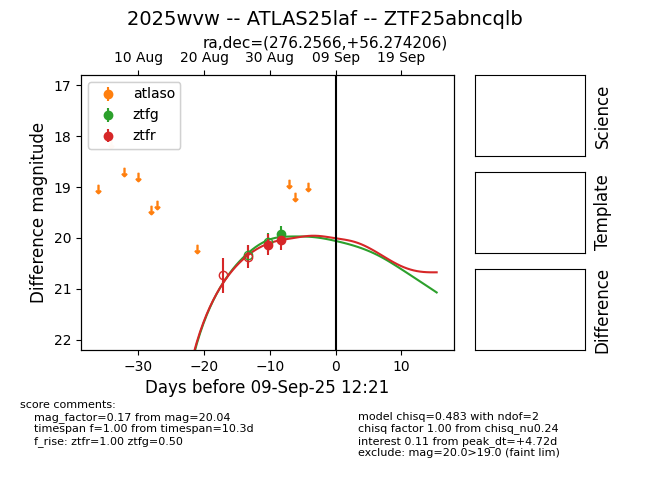 2025wvw -- ATLAS25laf -- ZTF25abncqlb
ra,dec=(276.2566,+56.274206)
10 Aug 20 Aug 30 Aug 09 Sep 19 Sep
atlaso
ztfg
ztfr
17
18
19
20
21
22
Difference magnitude
−30 −20 −10 0 10
Days before 09-Sep-25 12:21
Science
Template
Difference
score comments:
mag_factor=0.17 from mag=20.04
timespan f=1.00 from timespan=10.3d
f_rise: ztfr=1.00 ztfg=0.50
model chisq=0.483 with ndof=2
chisq factor 1.00 from chisq_nu0.24
interest 0.11 from peak_dt=+4.72d
exclude: mag=20.0>19.0 (faint lim)